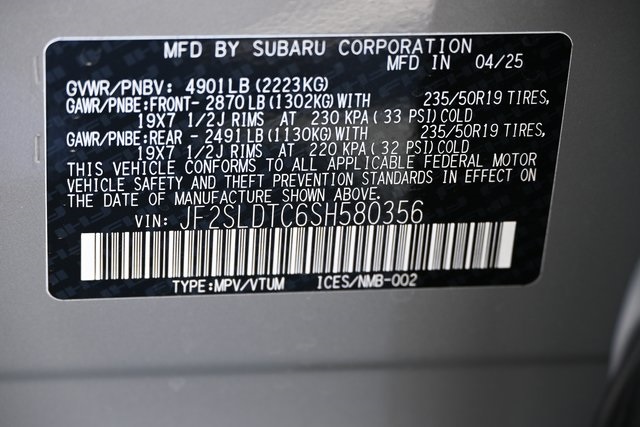 MFD BY SUBARU CORPORATION
MFD IN 04/25
GVWR/PNBV: 4901LB (2223KG)
GAWR/PNBE:FRONT- 2870LB (1302KG) WITH 235/50R19 TIRES,
19X7 1/2J RIMS AT 230 KPA (33 PSI) COLD
GAWR/PNBE:REAR - 2491LB (1130KG) WITH 235/50R19 TIRES,
19X7 1/2J RIMS AT 220 KPA (32 PSI) COLD
THIS VEHICLE CONFORMS TO ALL APPLICABLE FEDERAL MOTOR
VEHICLE SAFETY AND THEFT PREVENTION STANDARDS IN EFFECT ON
THE DATE OF MANUFACTURE SHOWN ABOVE.
VIN: JF2SLDTC6SH580356
TYPE:MPV/VTUM ICES/NMB-002